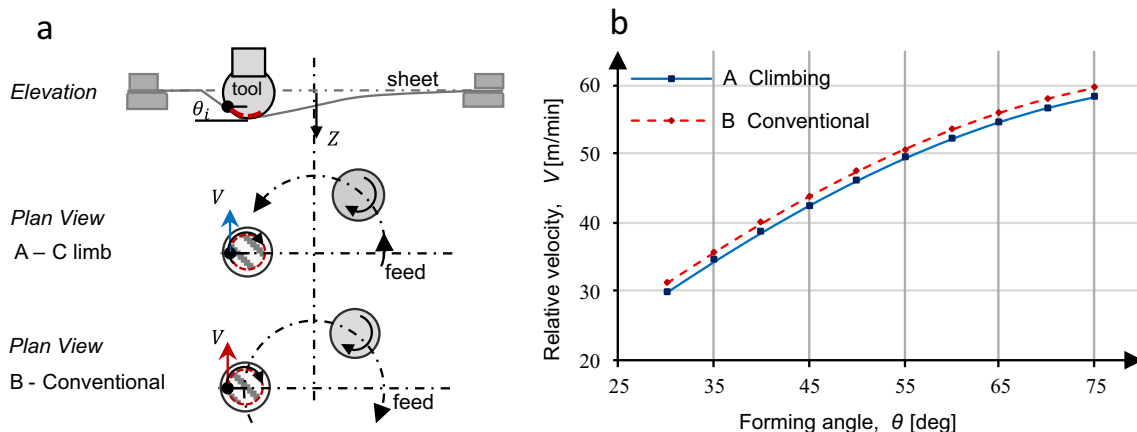 a
Elevation
tool
sheet
θi
Z
Plan View
A – C limb
V
feed
Plan View
B - Conventional
V
feed
b
A Climbing
B Conventional
Relative velocity, V [m/min]
60
50
40
30
20
25 35 45 55 65 75
Forming angle, θ [deg]